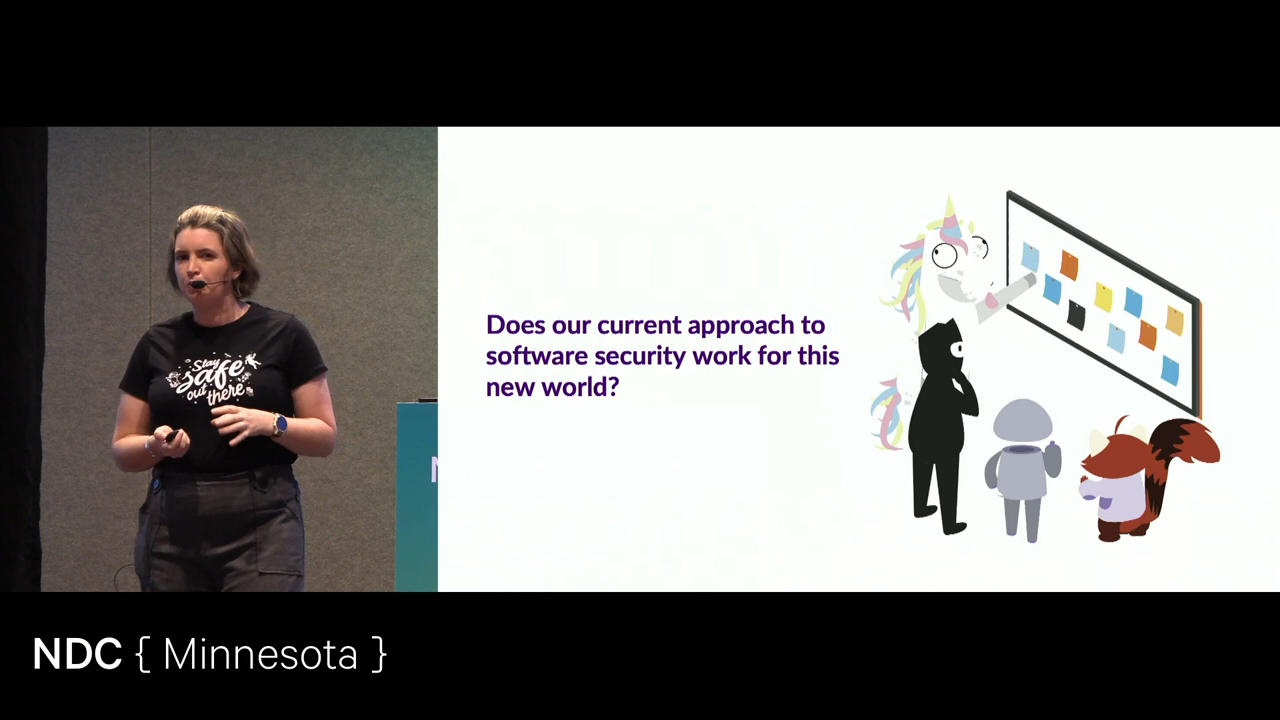 Stay
safe
out
there
Does our current approach to
software security work for this
new world?
NDC { Minnesota }